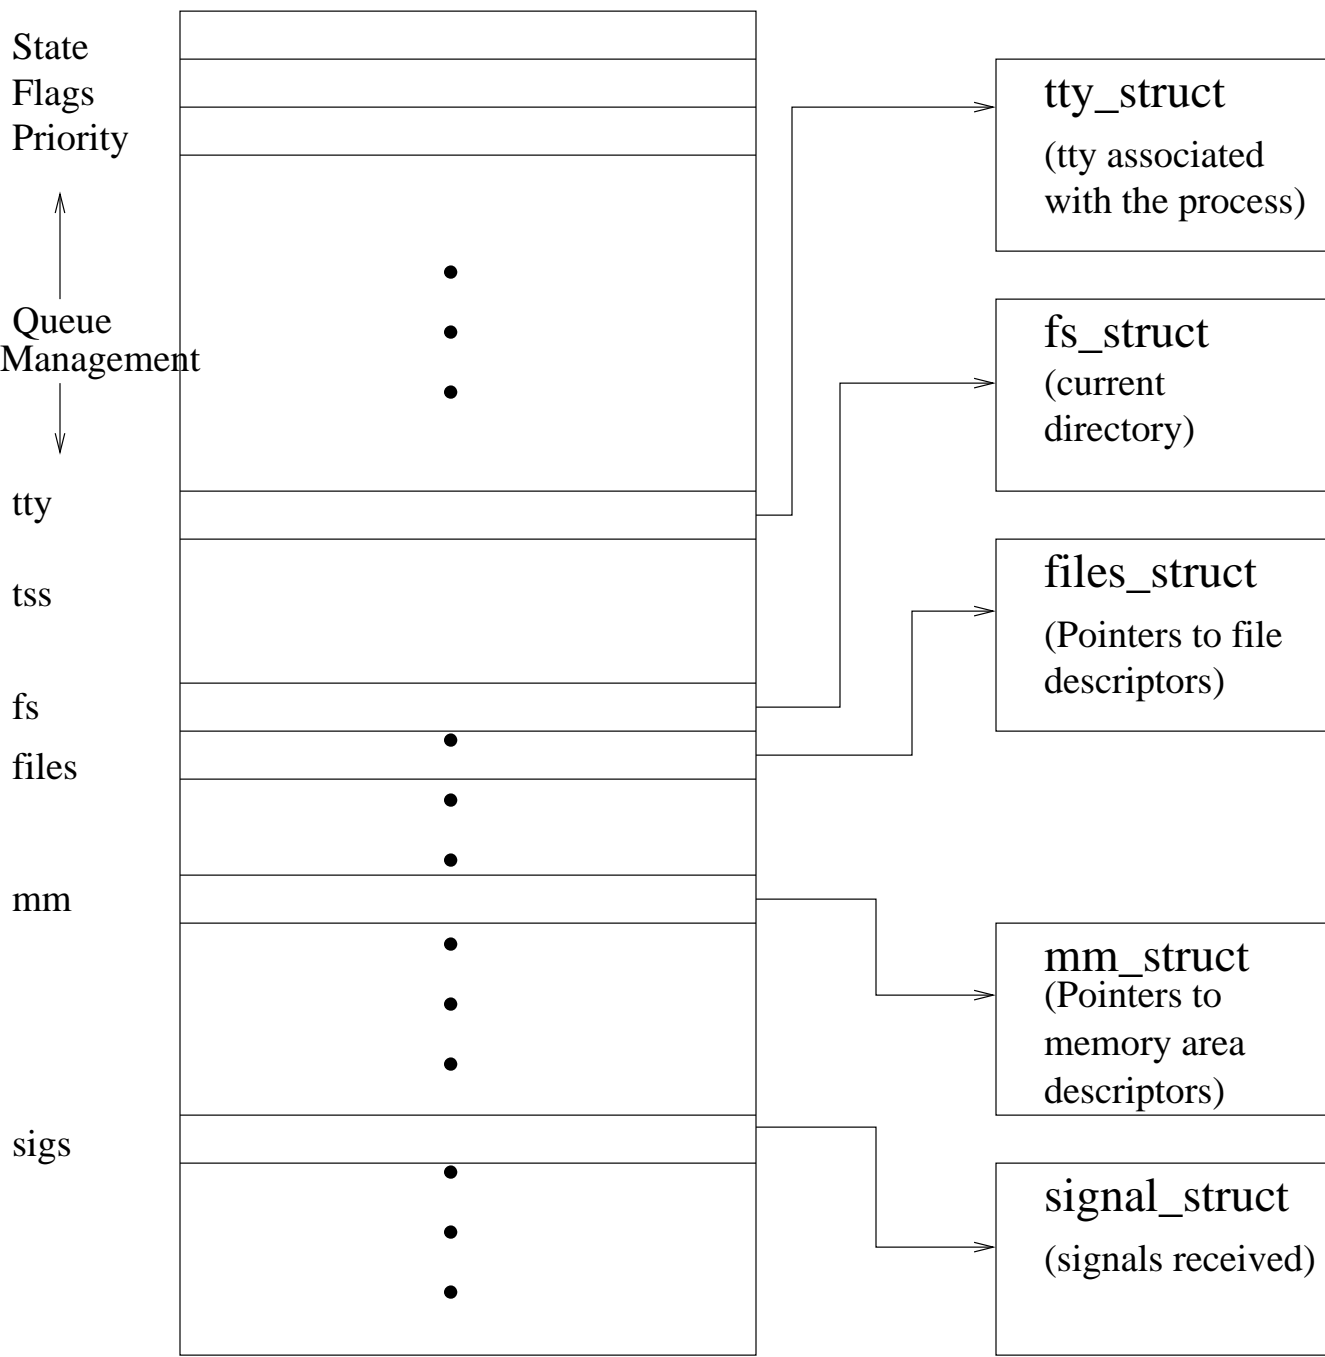 State
Flags
Priority
Queue
Management
tty
tss
fs
files
mm
sigs
tty_struct
(tty associated
with the process)
fs_struct
(current
directory)
files_struct
(Pointers to file
descriptors)
mm_struct
(Pointers to
memory area
descriptors)
signal_struct
(signals received)